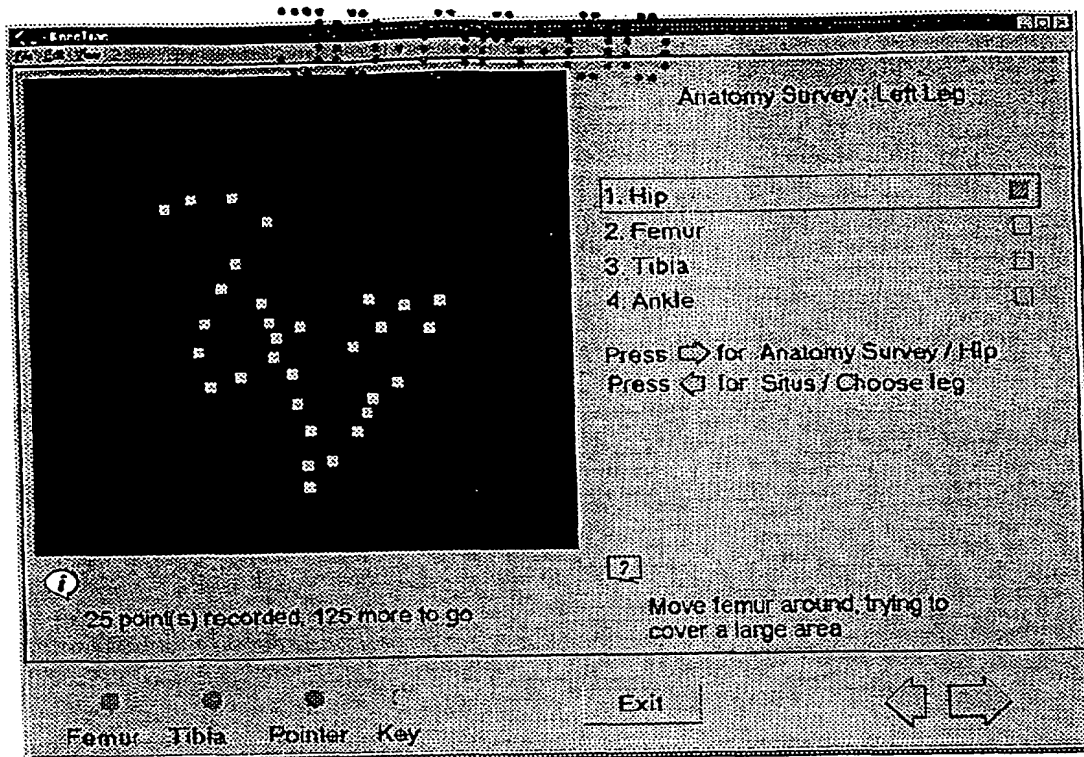 Anatomy Survey : Left Leg
1. Hip
2. Femur
3. Tibia
4. Ankle
Press for Anatomy Survey / Hip
Press for Situs / Choose leg
i
?
25 point(s) recorded, 125 more to go
Move femur around, trying to
cover a large area
Femur Tibia Pointer Key
Exit